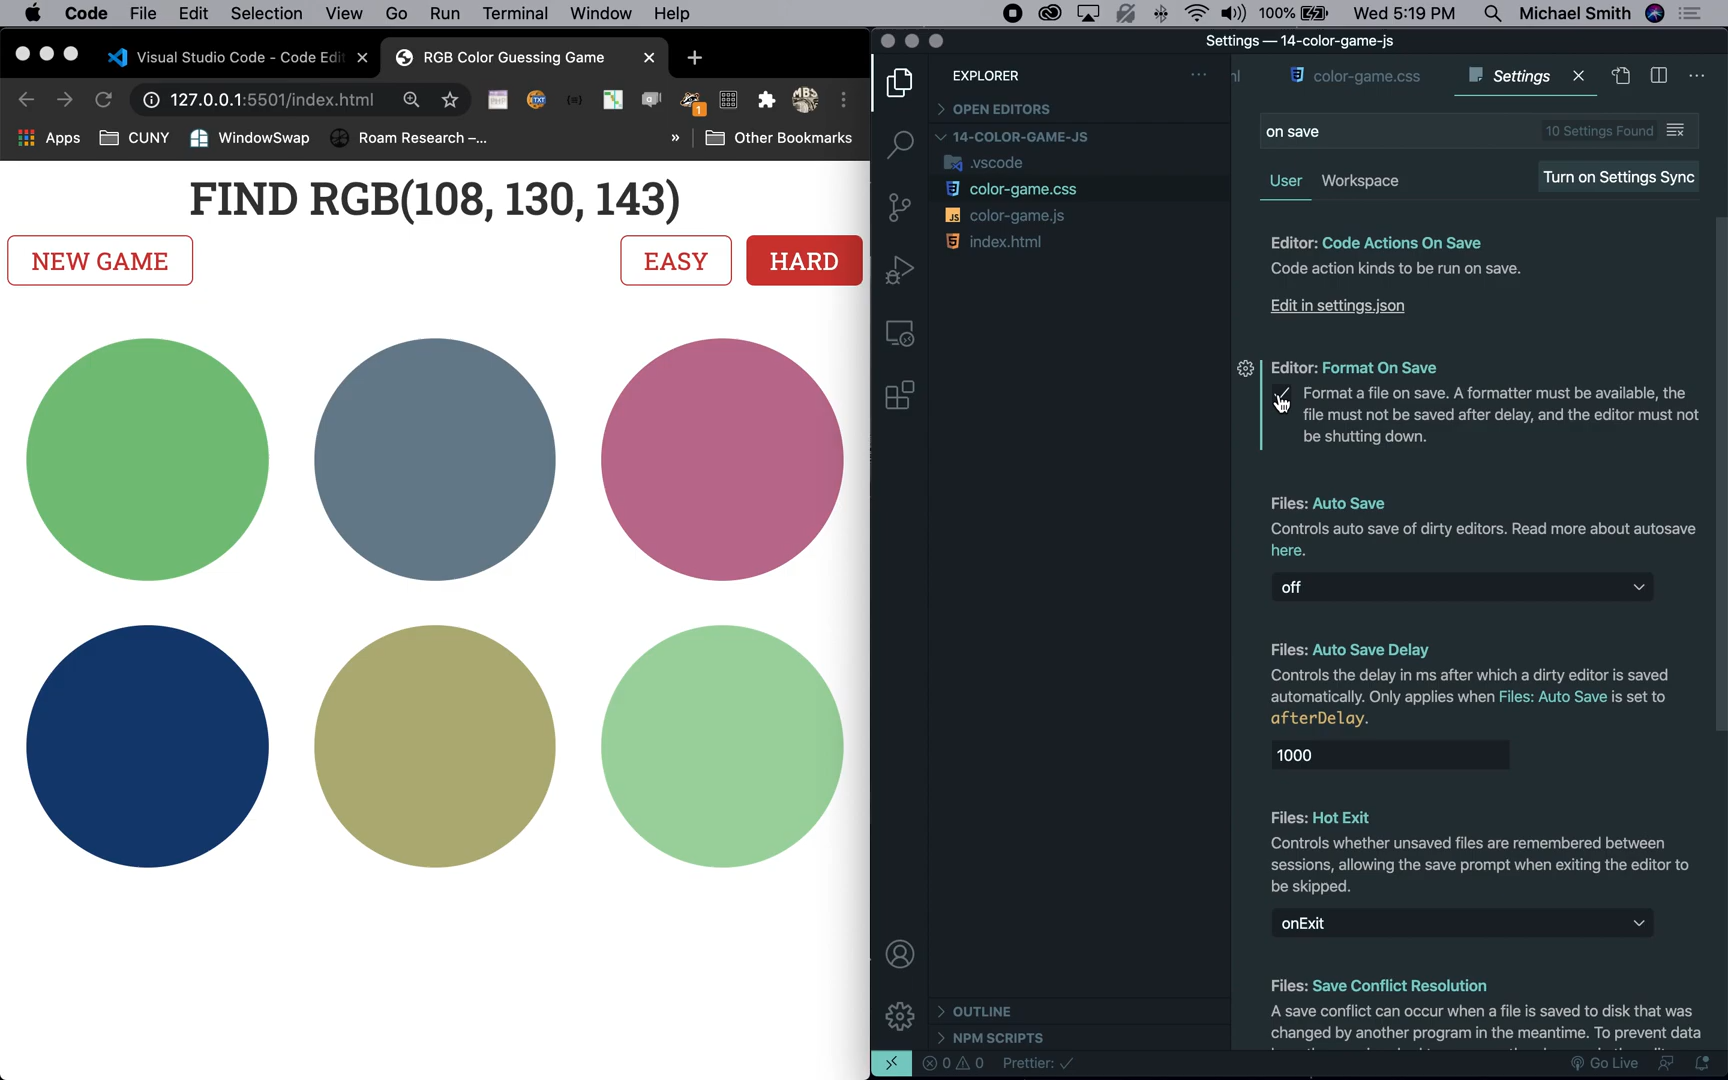 Code File Edit Selection View Go Run Terminal Window Help
100% Wed 5:19 PM Michael Smith
Visual Studio Code - Code Edit
RGB Color Guessing Game
127.0.0.1:5501/index.html
1
Apps CUNY WindowSwap Roam Research –... » Other Bookmarks
FIND RGB(108, 130, 143)
NEW GAME EASY HARD
Settings — 14-color-game-js
EXPLORER
OPEN EDITORS
14-COLOR-GAME-JS
.vscode
color-game.css
JS color-game.js
index.html
OUTLINE
NPM SCRIPTS
color-game.css Settings
on save 10 Settings Found
User Workspace Turn on Settings Sync
Editor: Code Actions On Save
Code action kinds to be run on save.
Edit in settings.json
Editor: Format On Save
Format a file on save. A formatter must be available, the
file must not be saved after delay, and the editor must not
be shutting down.
Files: Auto Save
Controls auto save of dirty editors. Read more about autosave
here.
off
Files: Auto Save Delay
Controls the delay in ms after which a dirty editor is saved
automatically. Only applies when Files: Auto Save is set to
afterDelay.
1000
Files: Hot Exit
Controls whether unsaved files are remembered between
sessions, allowing the save prompt when exiting the editor to
be skipped.
onExit
Files: Save Conflict Resolution
A save conflict can occur when a file is saved to disk that was
changed by another program in the meantime. To prevent data
0 0 Prettier: ✓ Go Live